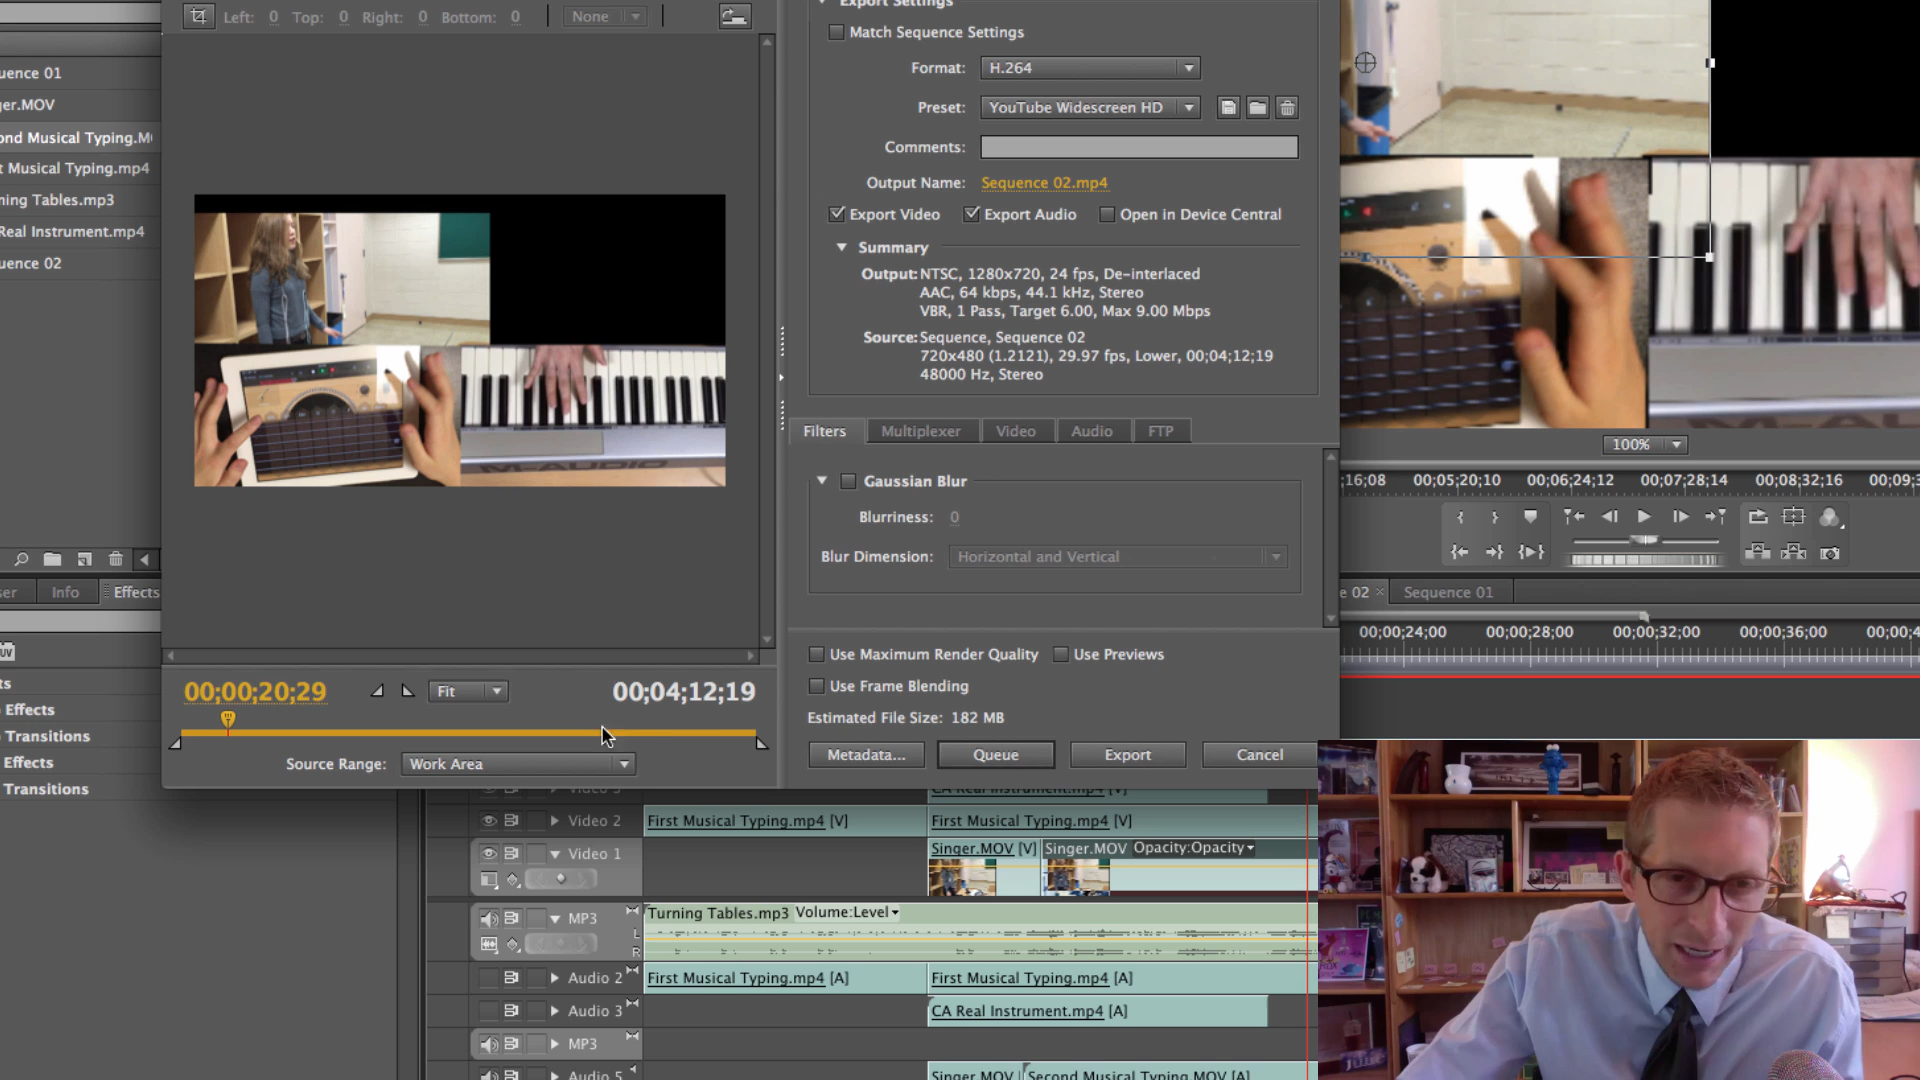 Left: 0 Top: 0 Right: 0 Bottom: 0 None
Export Settings
Match Sequence Settings
Format: H.264
Preset: YouTube Widescreen HD
Comments:
Output Name: Sequence 02.mp4
Export Video Export Audio Open in Device Central
Summary
Output: NTSC, 1280x720, 24 fps, De-interlaced
AAC, 64 kbps, 44.1 kHz, Stereo
VBR, 1 Pass, Target 6.00, Max 9.00 Mbps
Source: Sequence, Sequence 02
720x480 (1.2121), 29.97 fps, Lower, 00;04;12;19
48000 Hz, Stereo
Filters Multiplexer Video Audio FTP
Gaussian Blur
Blurriness: 0
Blur Dimension: Horizontal and Vertical
Use Maximum Render Quality Use Previews
Use Frame Blending
Estimated File Size: 182 MB
Metadata... Queue Export Cancel
00;00;20;29 Fit 00;04;12;19
Source Range: Work Area
uence 01
ger.MOV
ond Musical Typing.M
t Musical Typing.mp4
ning Tables.mp3
Real Instrument.mp4
uence 02
ser Info Effects
UV
ts
Effects
Transitions
Effects
Transitions
M-AUDIO
100%
;16;08 00;05;20;10 00;06;24;12 00;07;28;14 00;08;32;16 00;09;3
e 02 Sequence 01
00;00;24;00 00;00;28;00 00;00;32;00 00;00;36;00 00;00;4
Video 3 CA Real Instrument.mp4 [V]
Video 2 First Musical Typing.mp4 [V] First Musical Typing.mp4 [V]
Video 1 Singer.MOV [V] Singer.MOV Opacity:Opacity
MP3 Turning Tables.mp3 Volume:Level
L
R
Audio 2 First Musical Typing.mp4 [A] First Musical Typing.mp4 [A]
Audio 3 CA Real Instrument.mp4 [A]
MP3
Audio 5 Singer.MOV Second Musical Typing.MOV [A]